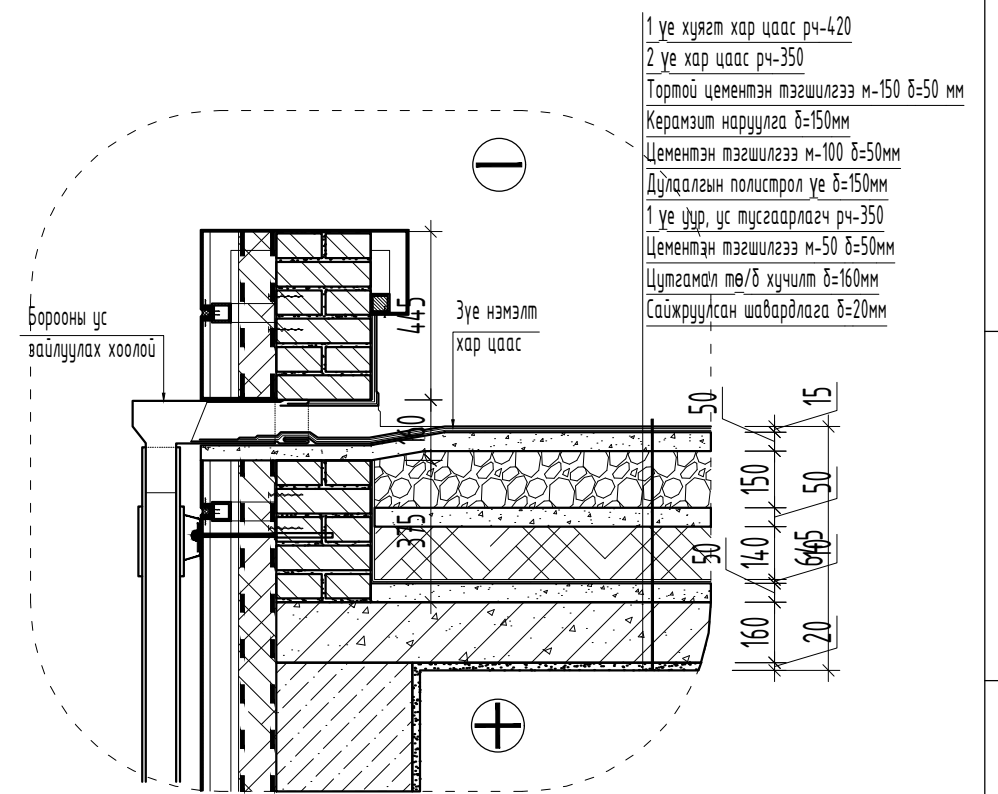 1 үе хуягт хар цаас рч-420
2 үе хар цаас рч-350
Тортой цементэн тэгшилгээ м-150 δ=50 мм
Керамзит наруулга δ=150мм
Цементэн тэгшилгээ м-100 δ=50мм
Дулаалгын полистрол үе δ=150мм
1 үе уур, ус тусгаарлагч рч-350
Цементэн тэгшилгээ м-50 δ=50мм
Цутгамал тө/б хучилт δ=160мм
Сайжруулсан шавардлага δ=20мм
Борооны ус
зайлуулах хоолой
3үе нэмэлт
хар цаас
445
375
50
15
150
50
50
140
160
20